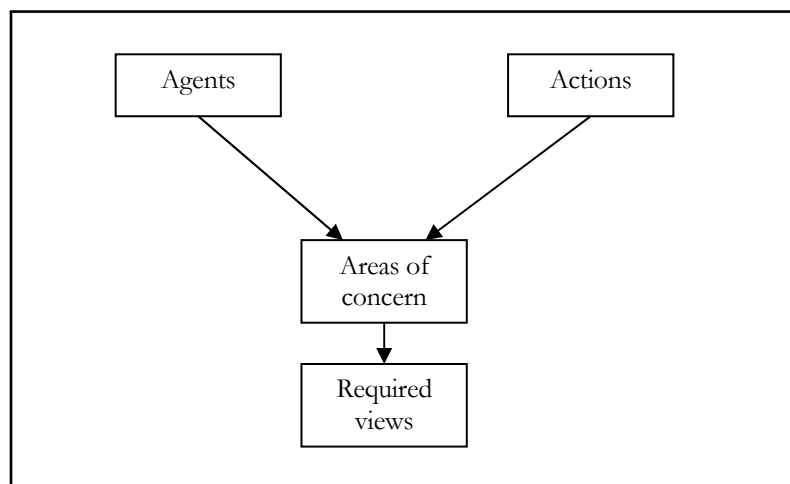 Agents
Actions
Areas of
concern
Required
views